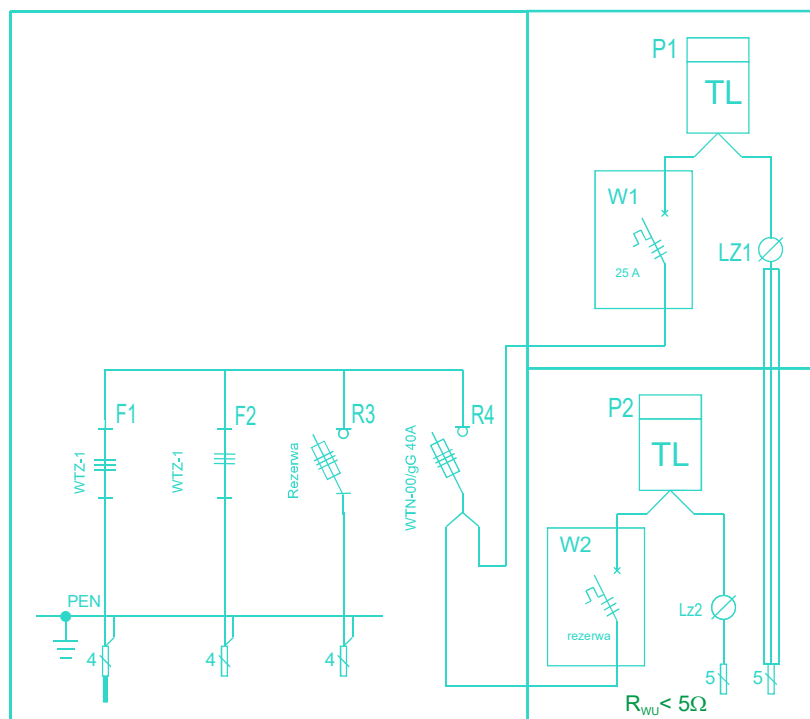 P1
TL
W1
25 A
LZ1
F1
F2
R3
R4
WTZ-1
WTZ-1
Rezerwa
WTN-00/gG 40A
P2
TL
W2
rezerwa
Lz2
PEN
4
4
4
5
5
RWU< 5Ω